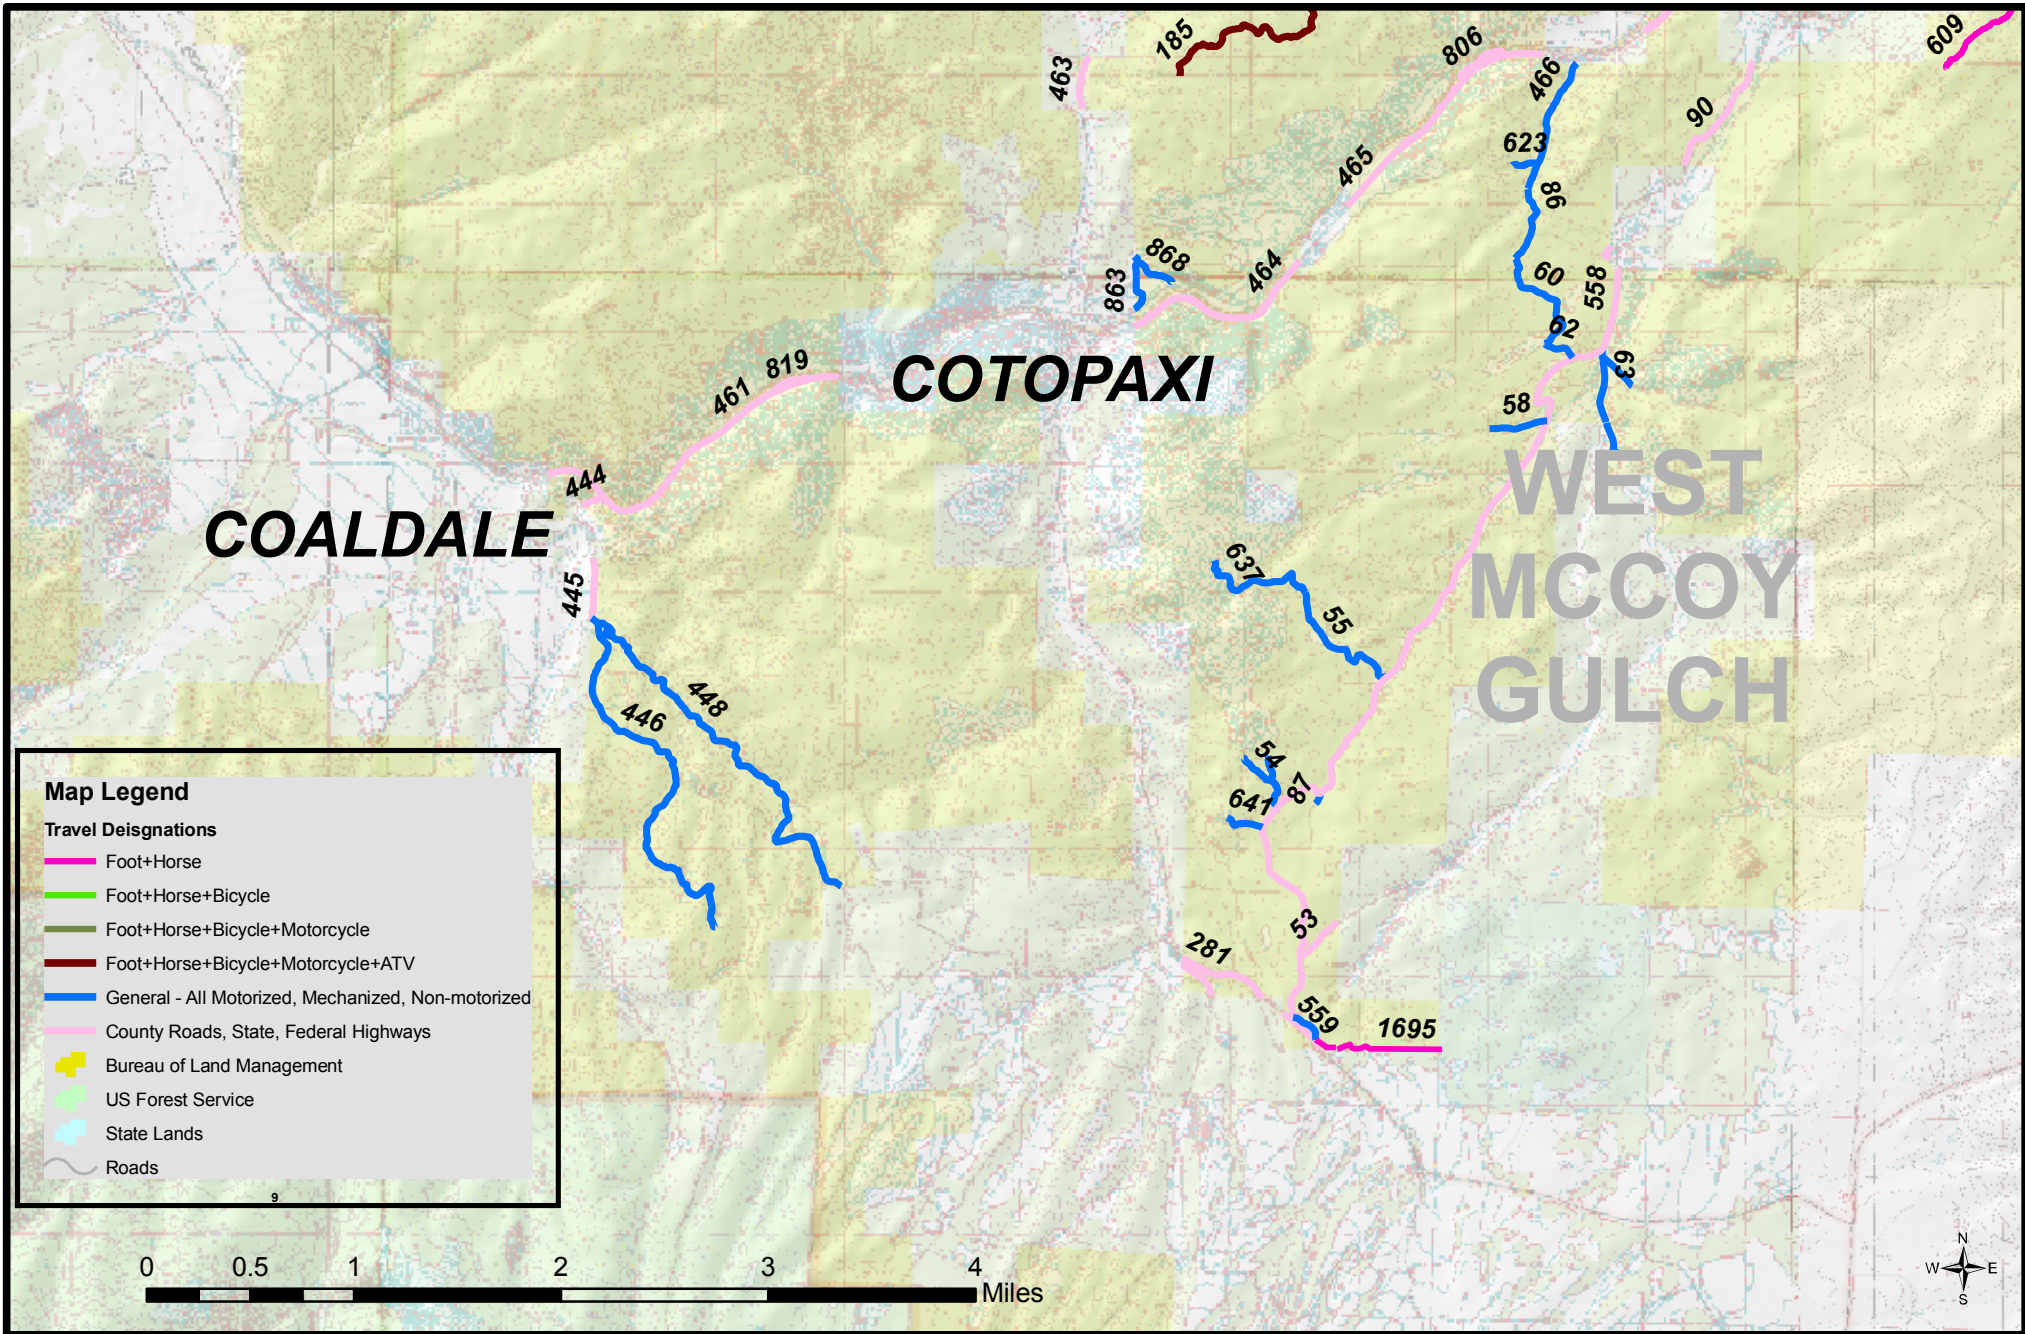 185
463
806
466
609
90
623
465
86
868
863
464
60
558
62
63
819
461
COTOPAXI
58
444
COALDALE
WEST
MCCOY
GULCH
445
637
55
448
446
54
87
641
53
281
559
1695
Map Legend
Travel Deisgnations
Foot+Horse
Foot+Horse+Bicycle
Foot+Horse+Bicycle+Motorcycle
Foot+Horse+Bicycle+Motorcycle+ATV
General - All Motorized, Mechanized, Non-motorized
County Roads, State, Federal Highways
Bureau of Land Management
US Forest Service
State Lands
Roads
9
0 0.5 1 2 3 4
Miles
N
W E
S